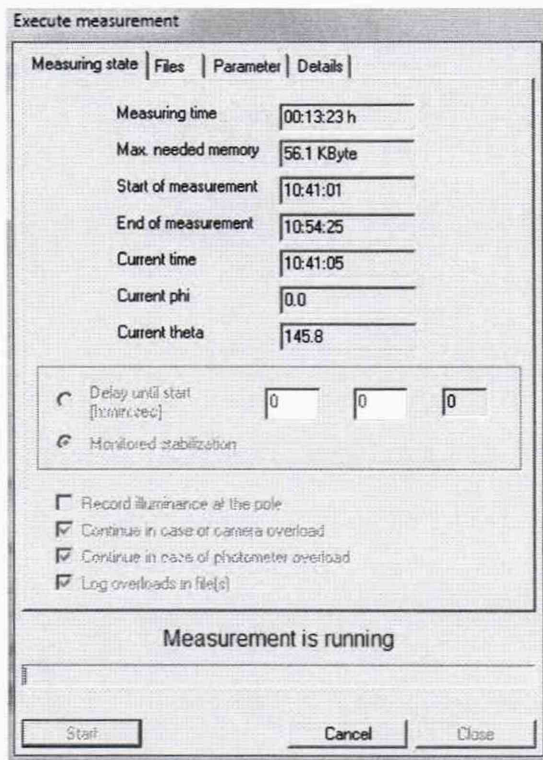 Execute measurement
Measuring state Files Parameter Details
Measuring time 00:13:23 h
Max. needed memory 56.1 KByte
Start of measurement 10:41:01
End of measurement 10:54:25
Current time 10:41:05
Current phi 0.0
Current theta 145.8
Delay until start 0 0 0
[h:min:sec]
Monitored stabilization
Record illuminance at the pole
Continue in case of camera overload
Continue in case of photometer overload
Log overloads in file(s)
Measurement is running
Start Cancel Close